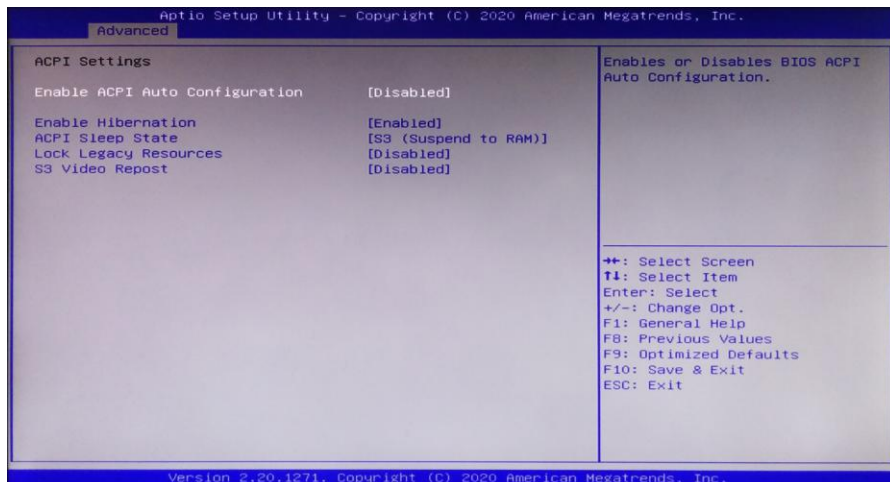 Aptio Setup Utility - Copyright (C) 2020 American Megatrends, Inc.
Advanced
ACPI Settings
Enable ACPI Auto Configuration [Disabled]
Enable Hibernation [Enabled]
ACPI Sleep State [S3 (Suspend to RAM)]
Lock Legacy Resources [Disabled]
S3 Video Repost [Disabled]
Enables or Disables BIOS ACPI
Auto Configuration.
→←: Select Screen
↑↓: Select Item
Enter: Select
+/-: Change Opt.
F1: General Help
F8: Previous Values
F9: Optimized Defaults
F10: Save & Exit
ESC: Exit
Version 2.20.1271. Copyright (C) 2020 American Megatrends, Inc.